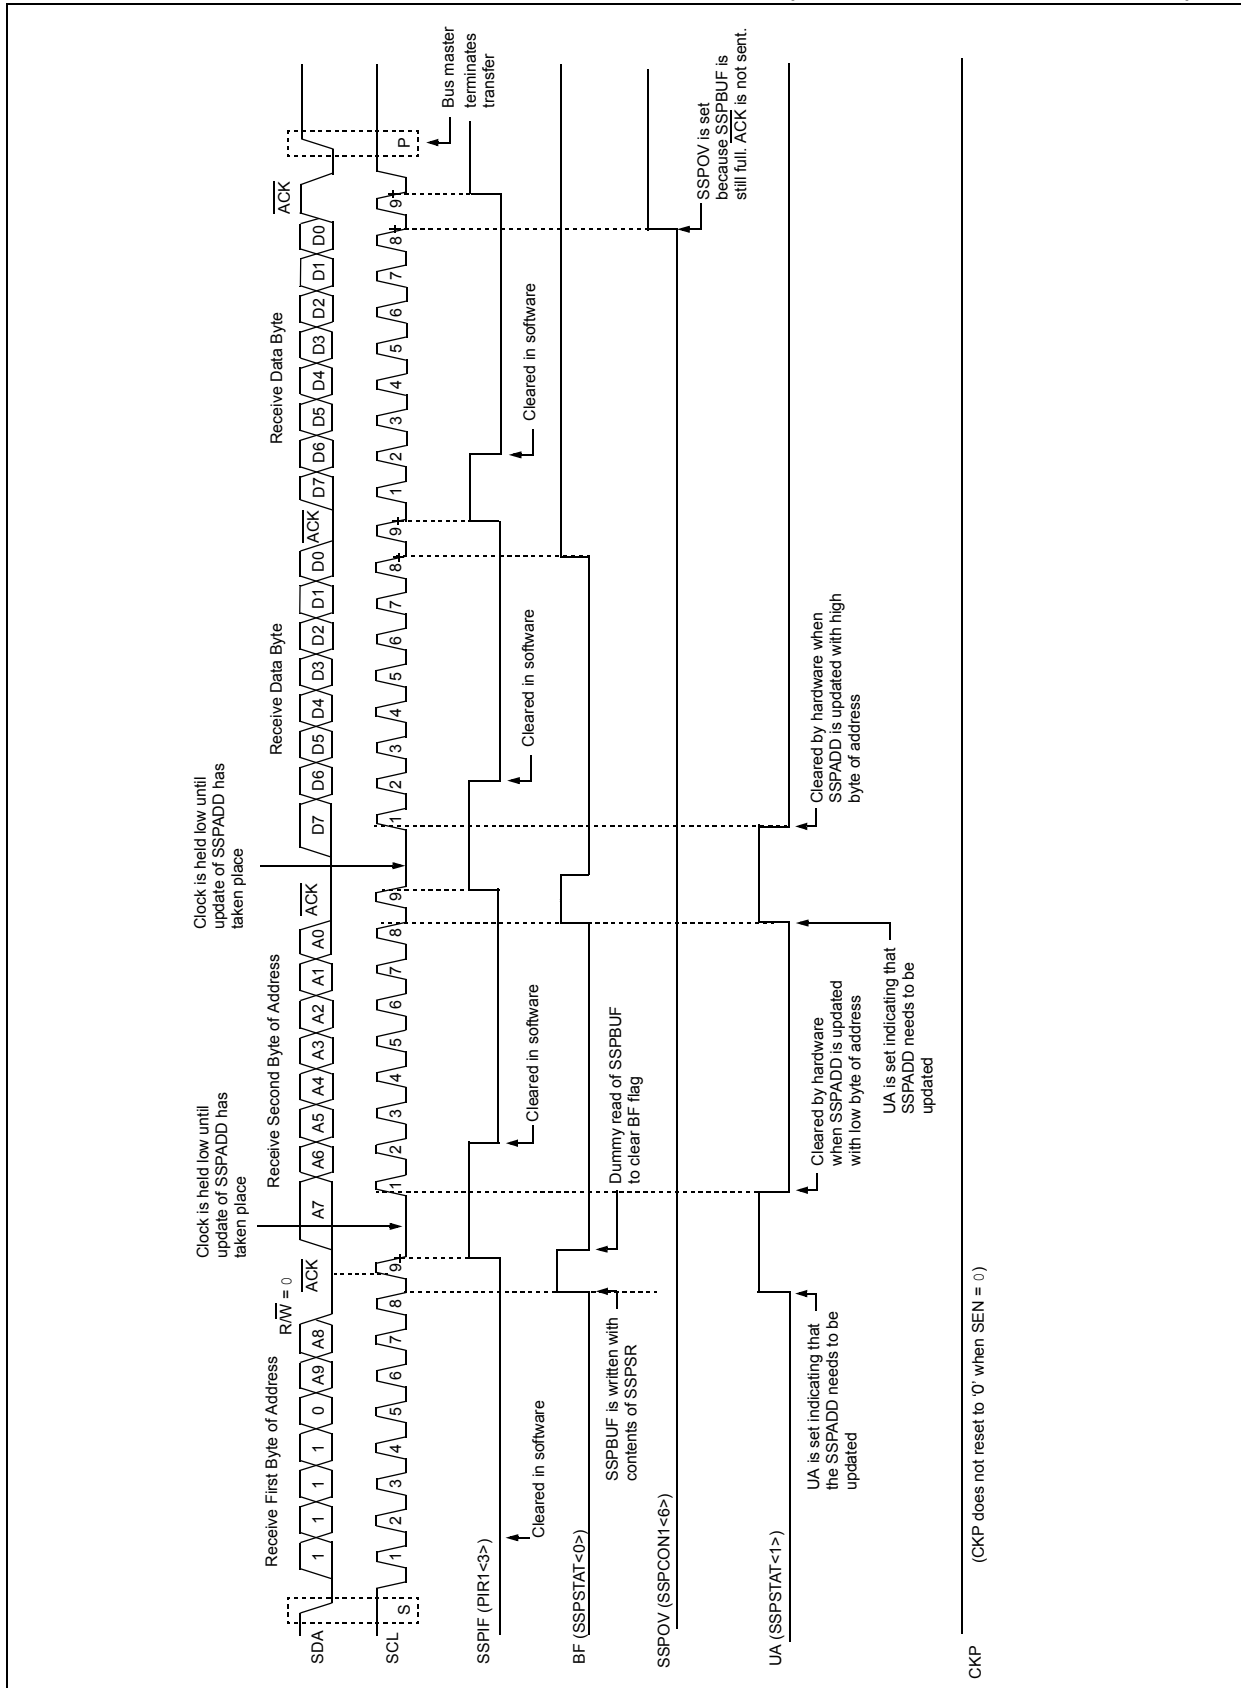 Receive First Byte of Address
R/W = 0
ACK
Clock is held low until
update of SSPADD has
taken place
Receive Second Byte of Address
ACK
Clock is held low until
update of SSPADD has
taken place
Receive Data Byte
ACK
Receive Data Byte
ACK
SDA
1 1 1 1 0 A9 A8
A7 A6 A5 A4 A3 A2 A1 A0
D7 D6 D5 D4 D3 D2 D1 D0
D7 D6 D5 D4 D3 D2 D1 D0
SCL
S
1 2 3 4 5 6 7 8 9
1 2 3 4 5 6 7 8 9
1 2 3 4 5 6 7 8 9
1 2 3 4 5 6 7 8 9
P
Bus master
terminates
transfer
SSPIF (PIR1<3>)
Cleared in software
Cleared in software
Cleared in software
Cleared in software
BF (SSPSTAT<0>)
SSPBUF is written with
contents of SSPSR
Dummy read of SSPBUF
to clear BF flag
SSPOV (SSPCON1<6>)
SSPOV is set
because SSPBUF is
still full. ACK is not sent.
UA (SSPSTAT<1>)
UA is set indicating that
the SSPADD needs to be
updated
Cleared by hardware
when SSPADD is updated
with low byte of address
UA is set indicating that
SSPADD needs to be
updated
Cleared by hardware when
SSPADD is updated with high
byte of address
CKP
(CKP does not reset to ‘0’ when SEN = 0)